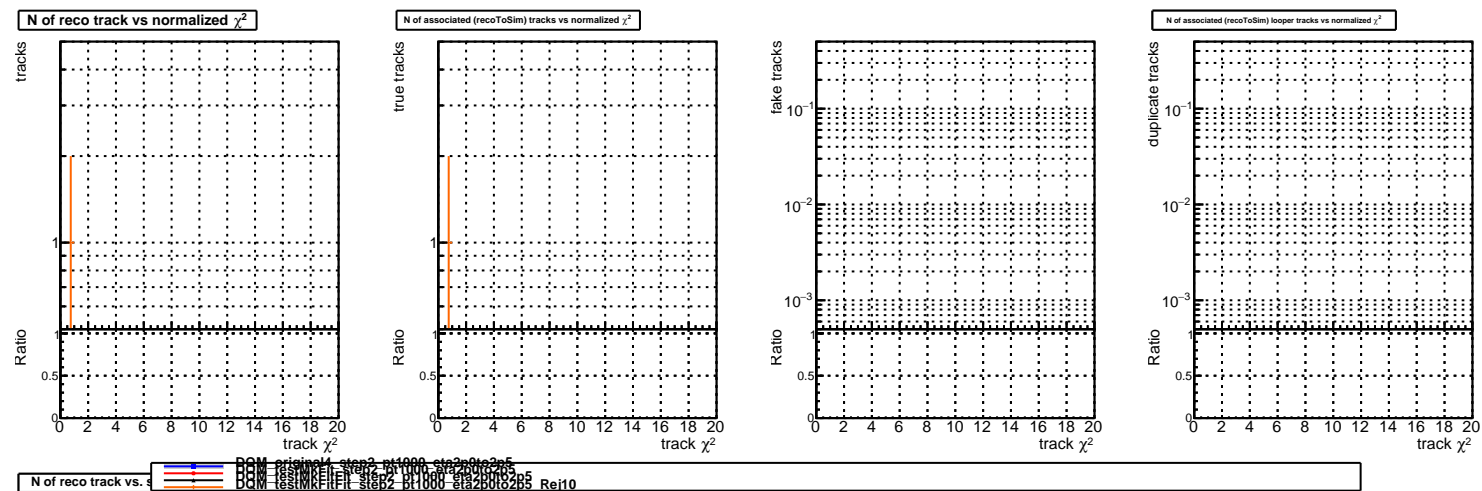 N of reco track vs normalized χ²
N of associated (recoToSim) tracks vs normalized χ²
N of associated (recoToSim) looper tracks vs normalized χ²
tracks
1
Ratio
1
0.5
0
0 2 4 6 8 10 12 14 16 18 20
track χ²
true tracks
1
Ratio
1
0.5
0
0 2 4 6 8 10 12 14 16 18 20
track χ²
fake tracks
10⁻¹
10⁻²
10⁻³
Ratio
1
0.5
0
0 2 4 6 8 10 12 14 16 18 20
track χ²
duplicate tracks
10⁻¹
10⁻²
10⁻³
Ratio
1
0.5
0
0 2 4 6 8 10 12 14 16 18 20
track χ²
N of reco track vs. s
DQM_original4_step2_pt1000_eta2p0to2p5
DQM_testMkFit_step2_pt1000_eta2p0to2p5
DQM_testMkFitFit_step2_pt1000_eta2p0to2p5
DQM_testMkFitFit_step2_pt1000_eta2p0to2p5_Rej10